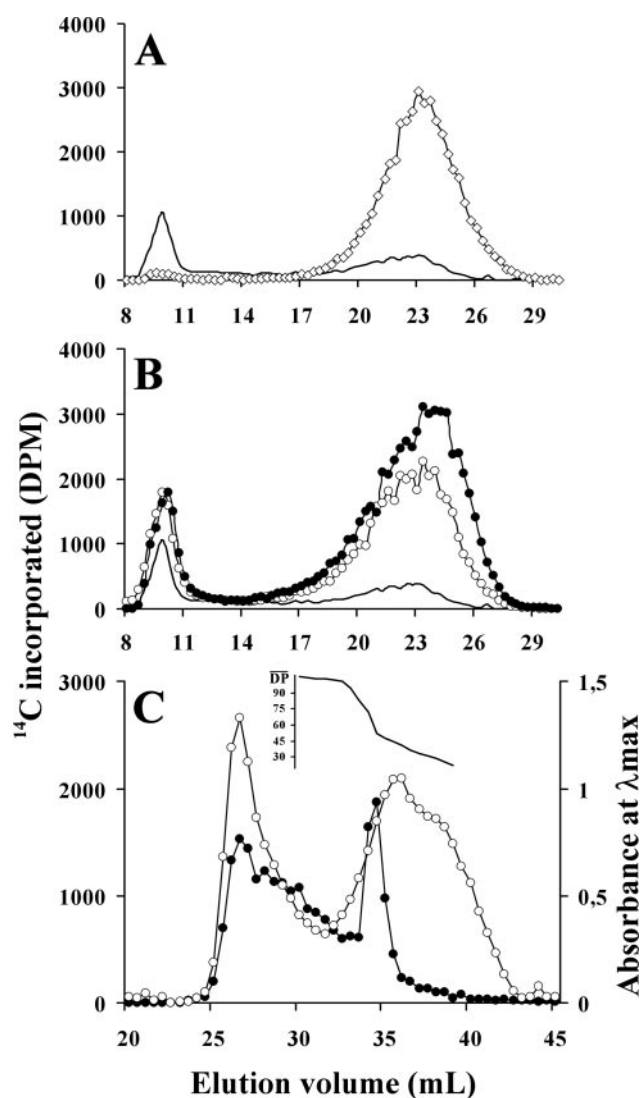 A
4000
3000
2000
1000
0
8 11 14 17 20 23 26 29
B
4000
3000
2000
1000
0
8 11 14 17 20 23 26 29
C
3000
2000
1000
0
DP
90
75
60
45
30
1,5
1
0,5
0
20 25 30 35 40 45
14C incorporated (DPM)
Absorbance at λmax
Elution volume (mL)